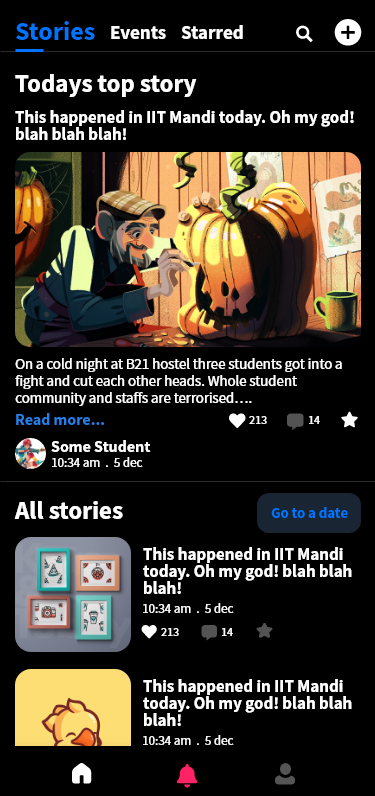 Stories Events Starred
Todays top story
This happened in IIT Mandi today. Oh my god!
blah blah blah!
On a cold night at B21 hostel three students got into a
fight and cut each other heads. Whole student
community and staffs are terrorised....
Read more... 213 14
Some Student
10:34 am . 5 dec
All stories Go to a date
This happened in IIT Mandi
today. Oh my god! blah blah
blah!
10:34 am . 5 dec
213 14
This happened in IIT Mandi
today. Oh my god! blah blah
blah!
10:34 am . 5 dec